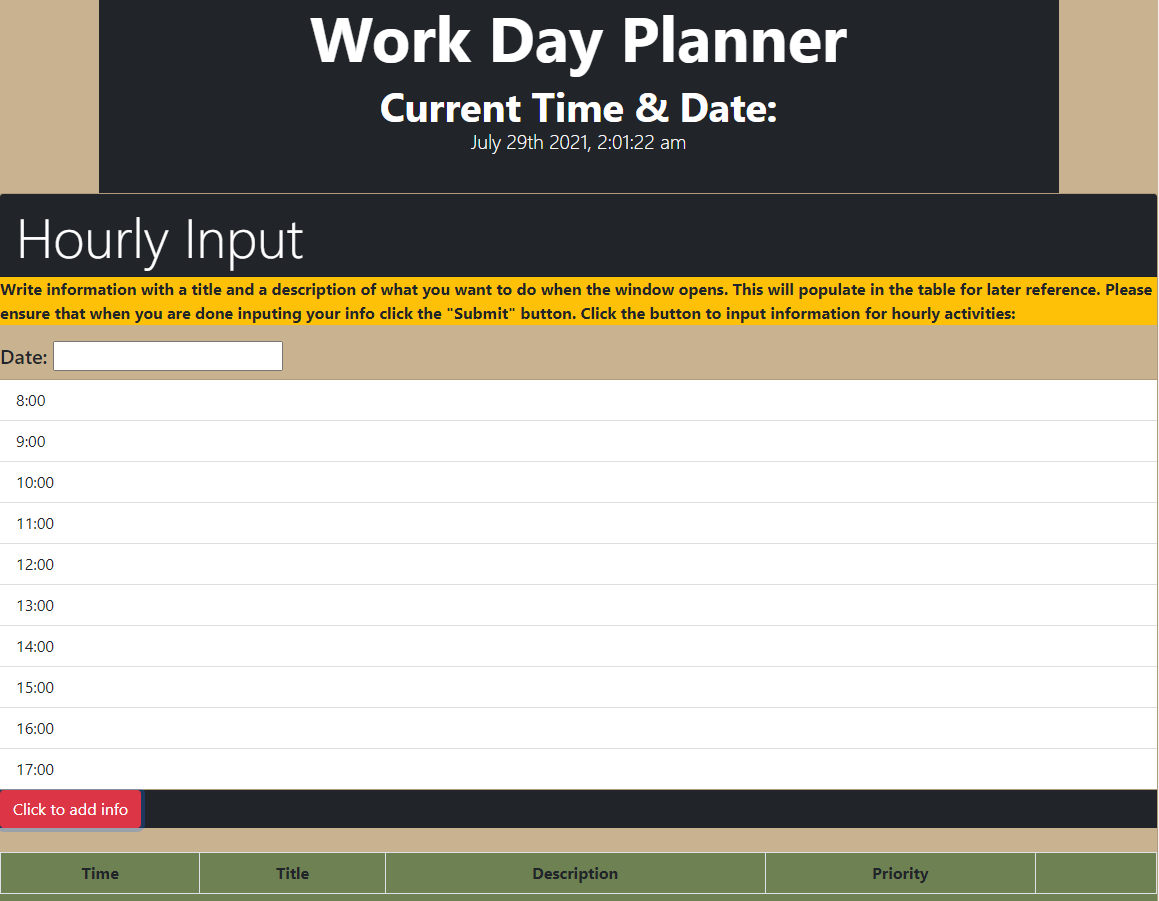 Work Day Planner
Current Time & Date:
July 29th 2021, 2:01:22 am
Hourly Input
Write information with a title and a description of what you want to do when the window opens. This will populate in the table for later reference. Please
ensure that when you are done inputing your info click the "Submit" button. Click the button to input information for hourly activities:
Date:
8:00
9:00
10:00
11:00
12:00
13:00
14:00
15:00
16:00
17:00
Click to add info
Time Title Description Priority